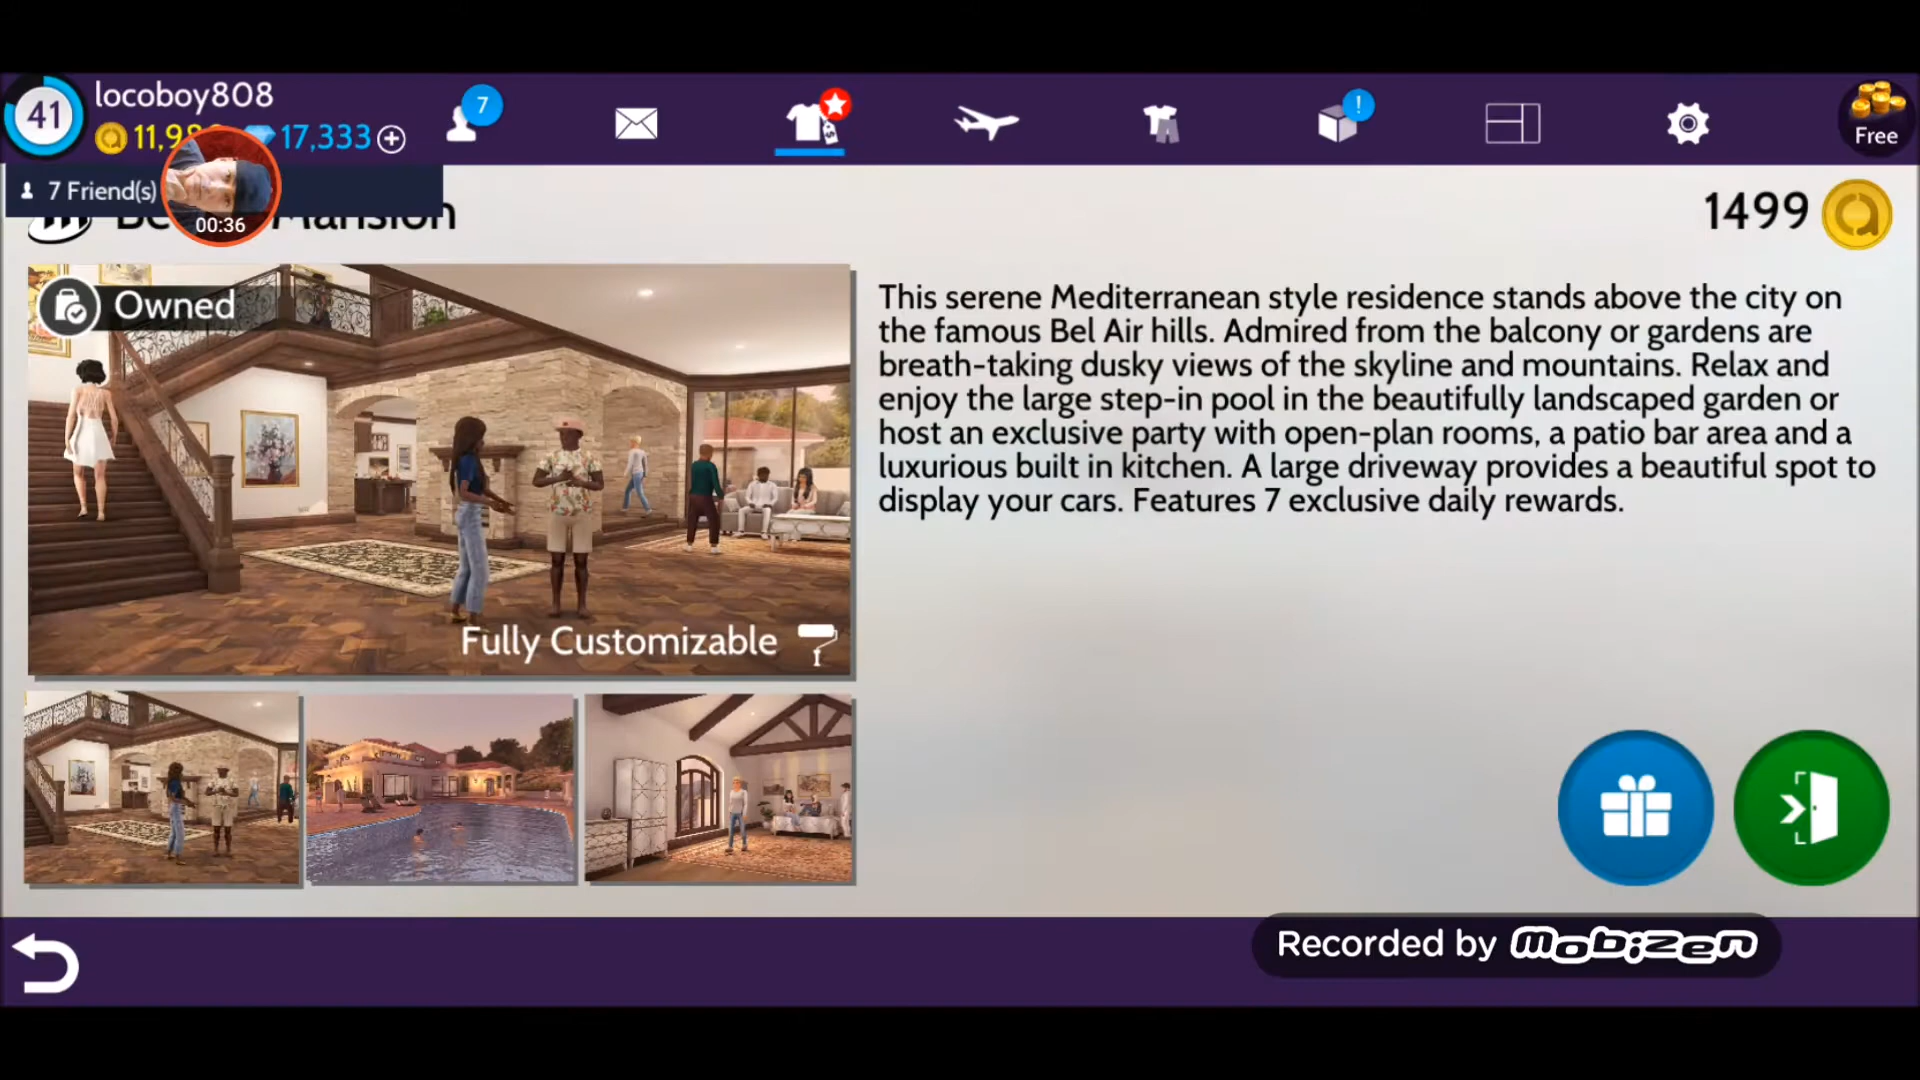 41
locoboy808
17,333
7
!
Free
7 Friend(s)
00:36
Mansion
1499
Owned
Fully Customizable
This serene Mediterranean style residence stands above the city on
the famous Bel Air hills. Admired from the balcony or gardens are
breath-taking dusky views of the skyline and mountains. Relax and
enjoy the large step-in pool in the beautifully landscaped garden or
host an exclusive party with open-plan rooms, a patio bar area and a
luxurious built in kitchen. A large driveway provides a beautiful spot to
display your cars. Features 7 exclusive daily rewards.
Recorded by mobizen